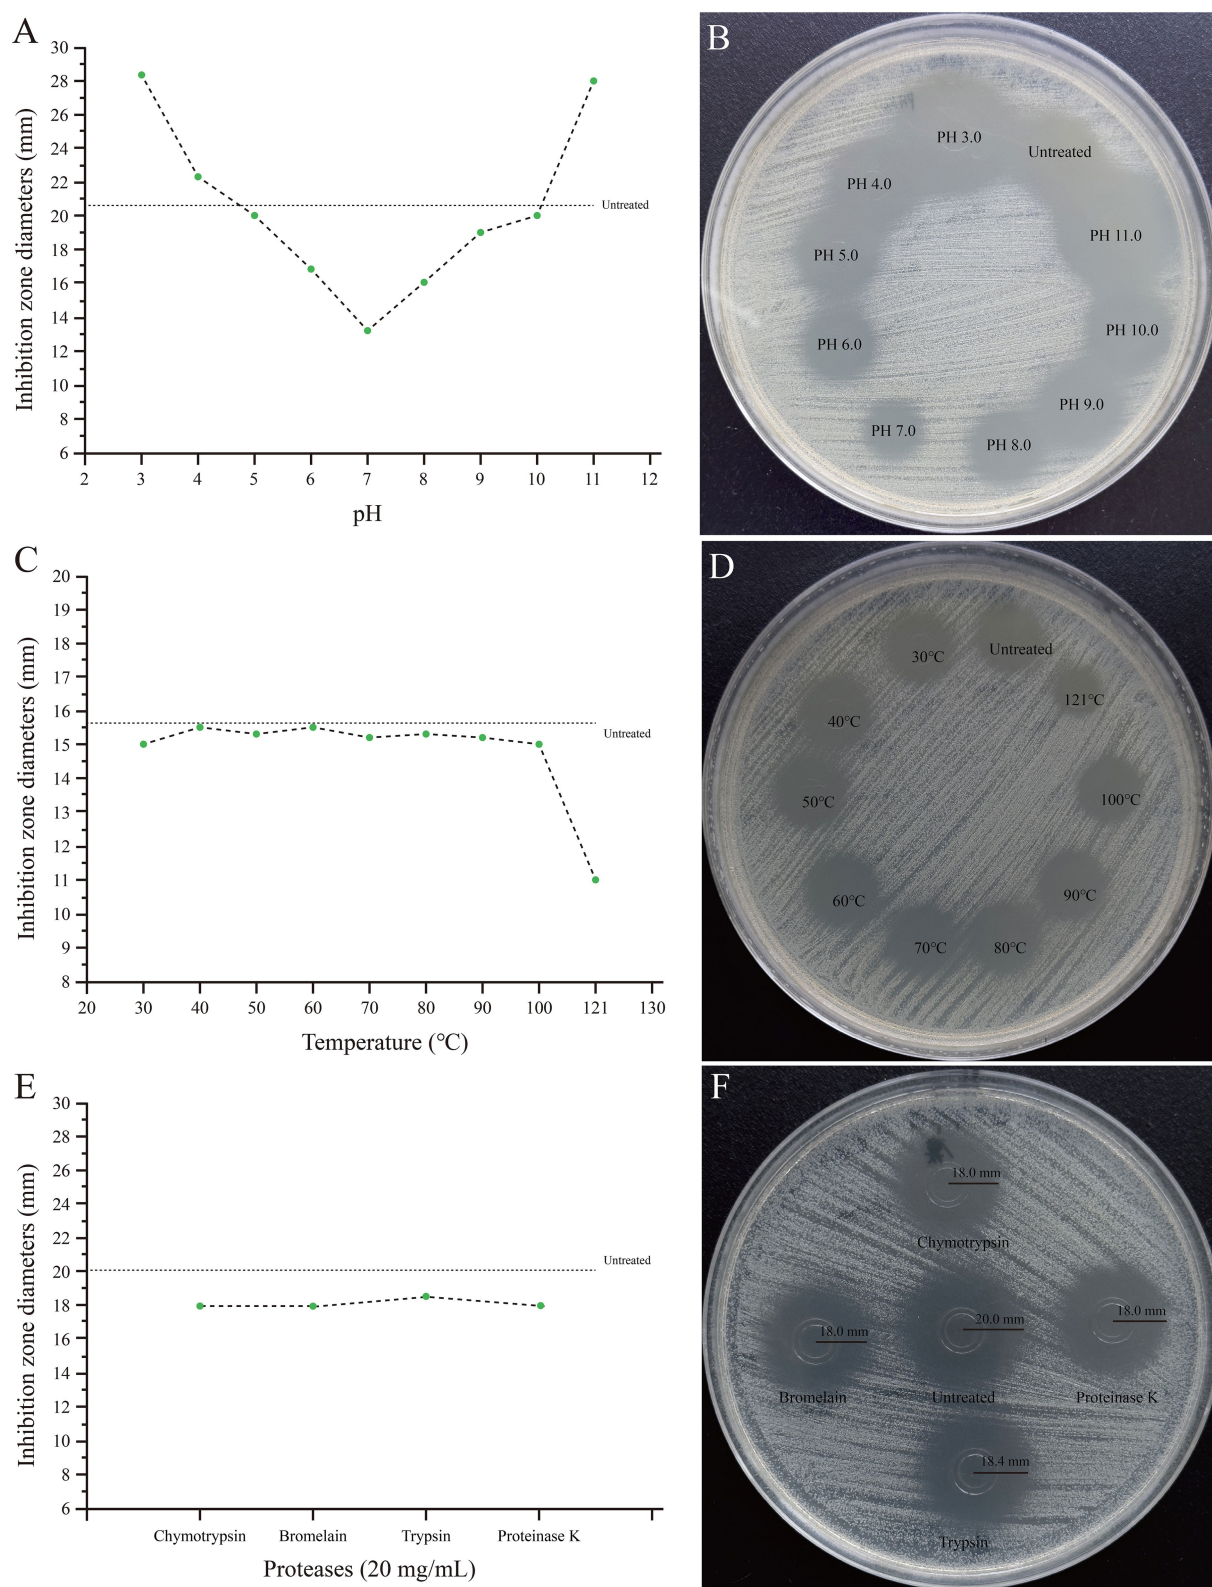 A
30
28
26
24
22
20
18
16
14
12
10
8
6
Inhibition zone diameters (mm)
Untreated
2 3 4 5 6 7 8 9 10 11 12
pH
B
PH 3.0
Untreated
PH 4.0
PH 11.0
PH 5.0
PH 10.0
PH 6.0
PH 9.0
PH 7.0
PH 8.0
C
20
19
18
17
16
15
14
13
12
11
10
9
8
Inhibition zone diameters (mm)
Untreated
20 30 40 50 60 70 80 90 100 121 130
Temperature (°C)
D
Untreated
30°C
121°C
40°C
100°C
50°C
90°C
60°C
70°C
80°C
E
30
28
26
24
22
20
18
16
14
12
10
8
6
Inhibition zone diameters (mm)
Untreated
Chymotrypsin Bromelain Trypsin Proteinase K
Proteases (20 mg/mL)
F
18.0 mm
Chymotrypsin
18.0 mm
20.0 mm
18.0 mm
Bromelain
Untreated
Proteinase K
18.4 mm
Trypsin